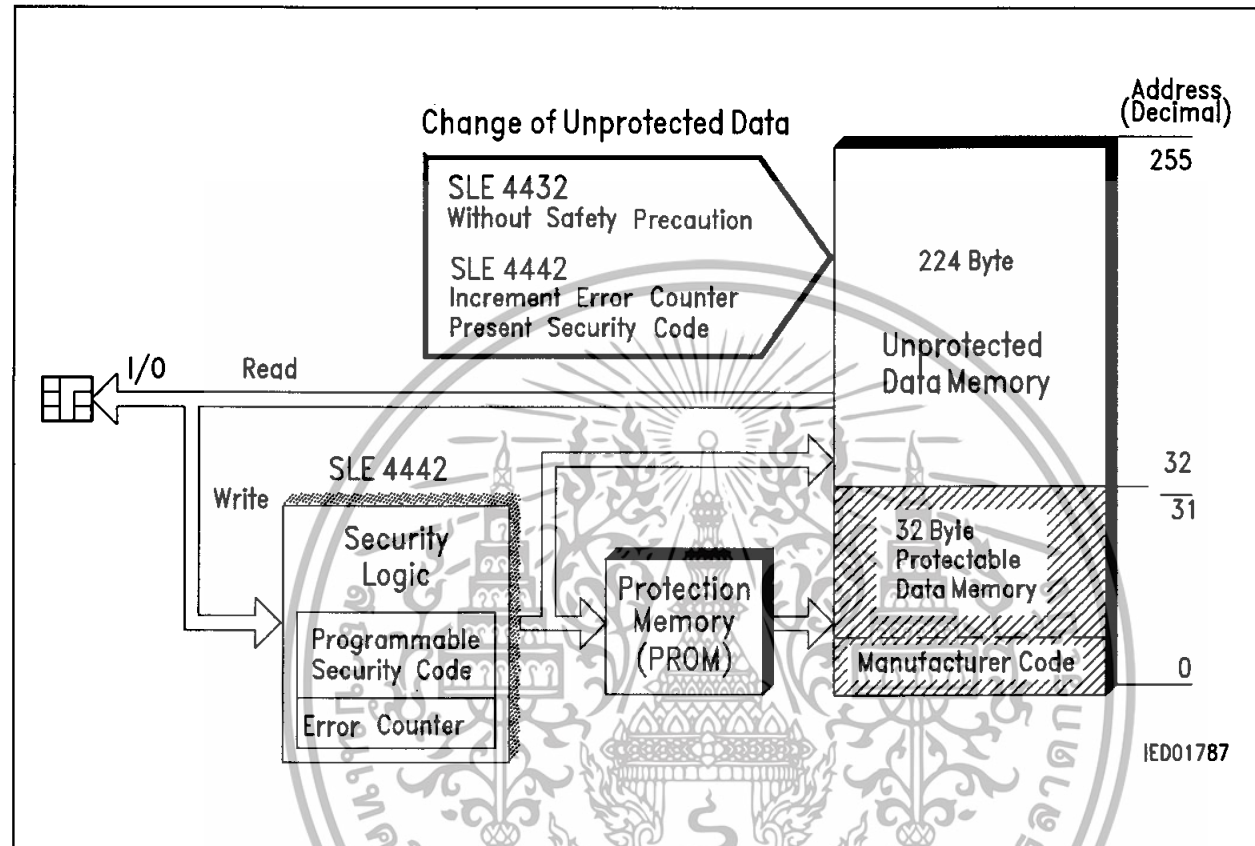 Address
(Decimal)
Change of Unprotected Data
255
SLE 4432
Without Safety Precaution
SLE 4442
Increment Error Counter
Present Security Code
224 Byte
Unprotected
Data Memory
I/O
Read
32
31
SLE 4442
Write
Security
Logic
Programmable
Security Code
Error Counter
Protection
Memory
(PROM)
32 Byte
Protectable
Data Memory
Manufacturer Code
0
IED01787